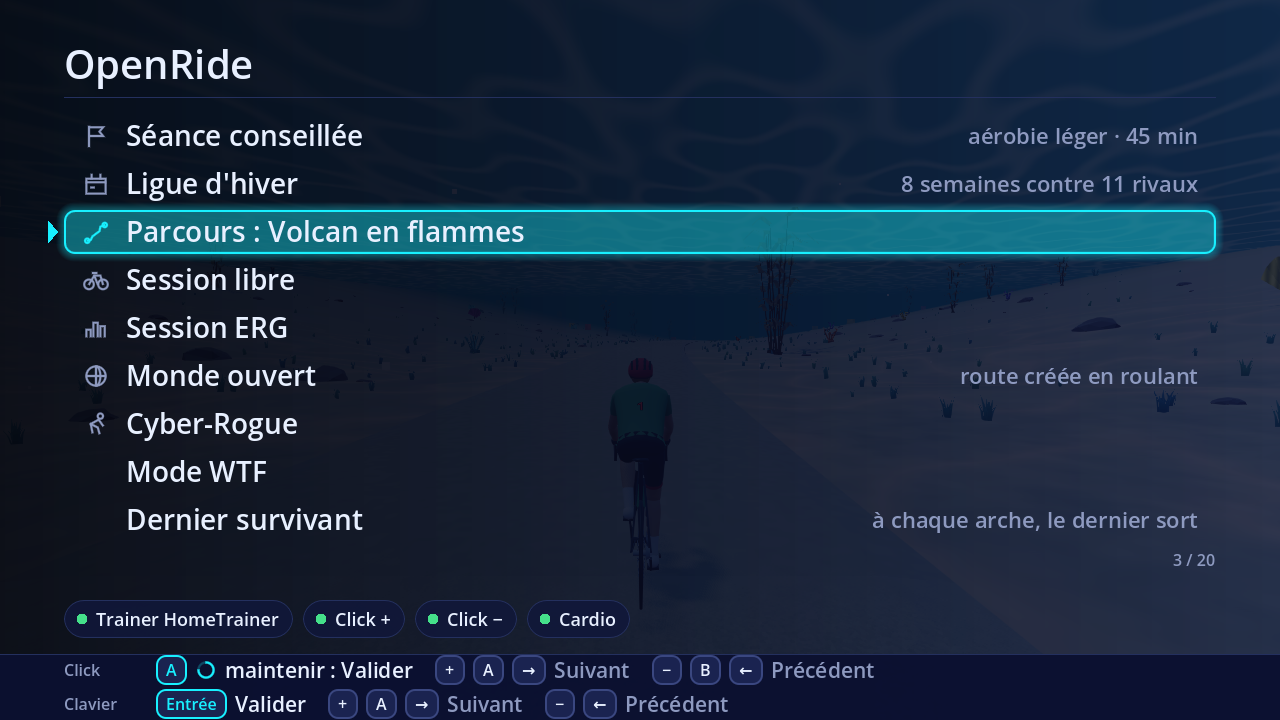 OpenRide
Séance conseillée aérobie léger · 45 min
Ligue d'hiver 8 semaines contre 11 rivaux
Parcours : Volcan en flammes
Session libre
Session ERG
Monde ouvert route créée en roulant
Cyber-Rogue
Mode WTF
Dernier survivant à chaque arche, le dernier sort
3 / 20
Trainer HomeTrainer Click + Click − Cardio
Click A maintenir : Valider + A → Suivant − B ← Précédent
Clavier Entrée Valider + A → Suivant − ← Précédent